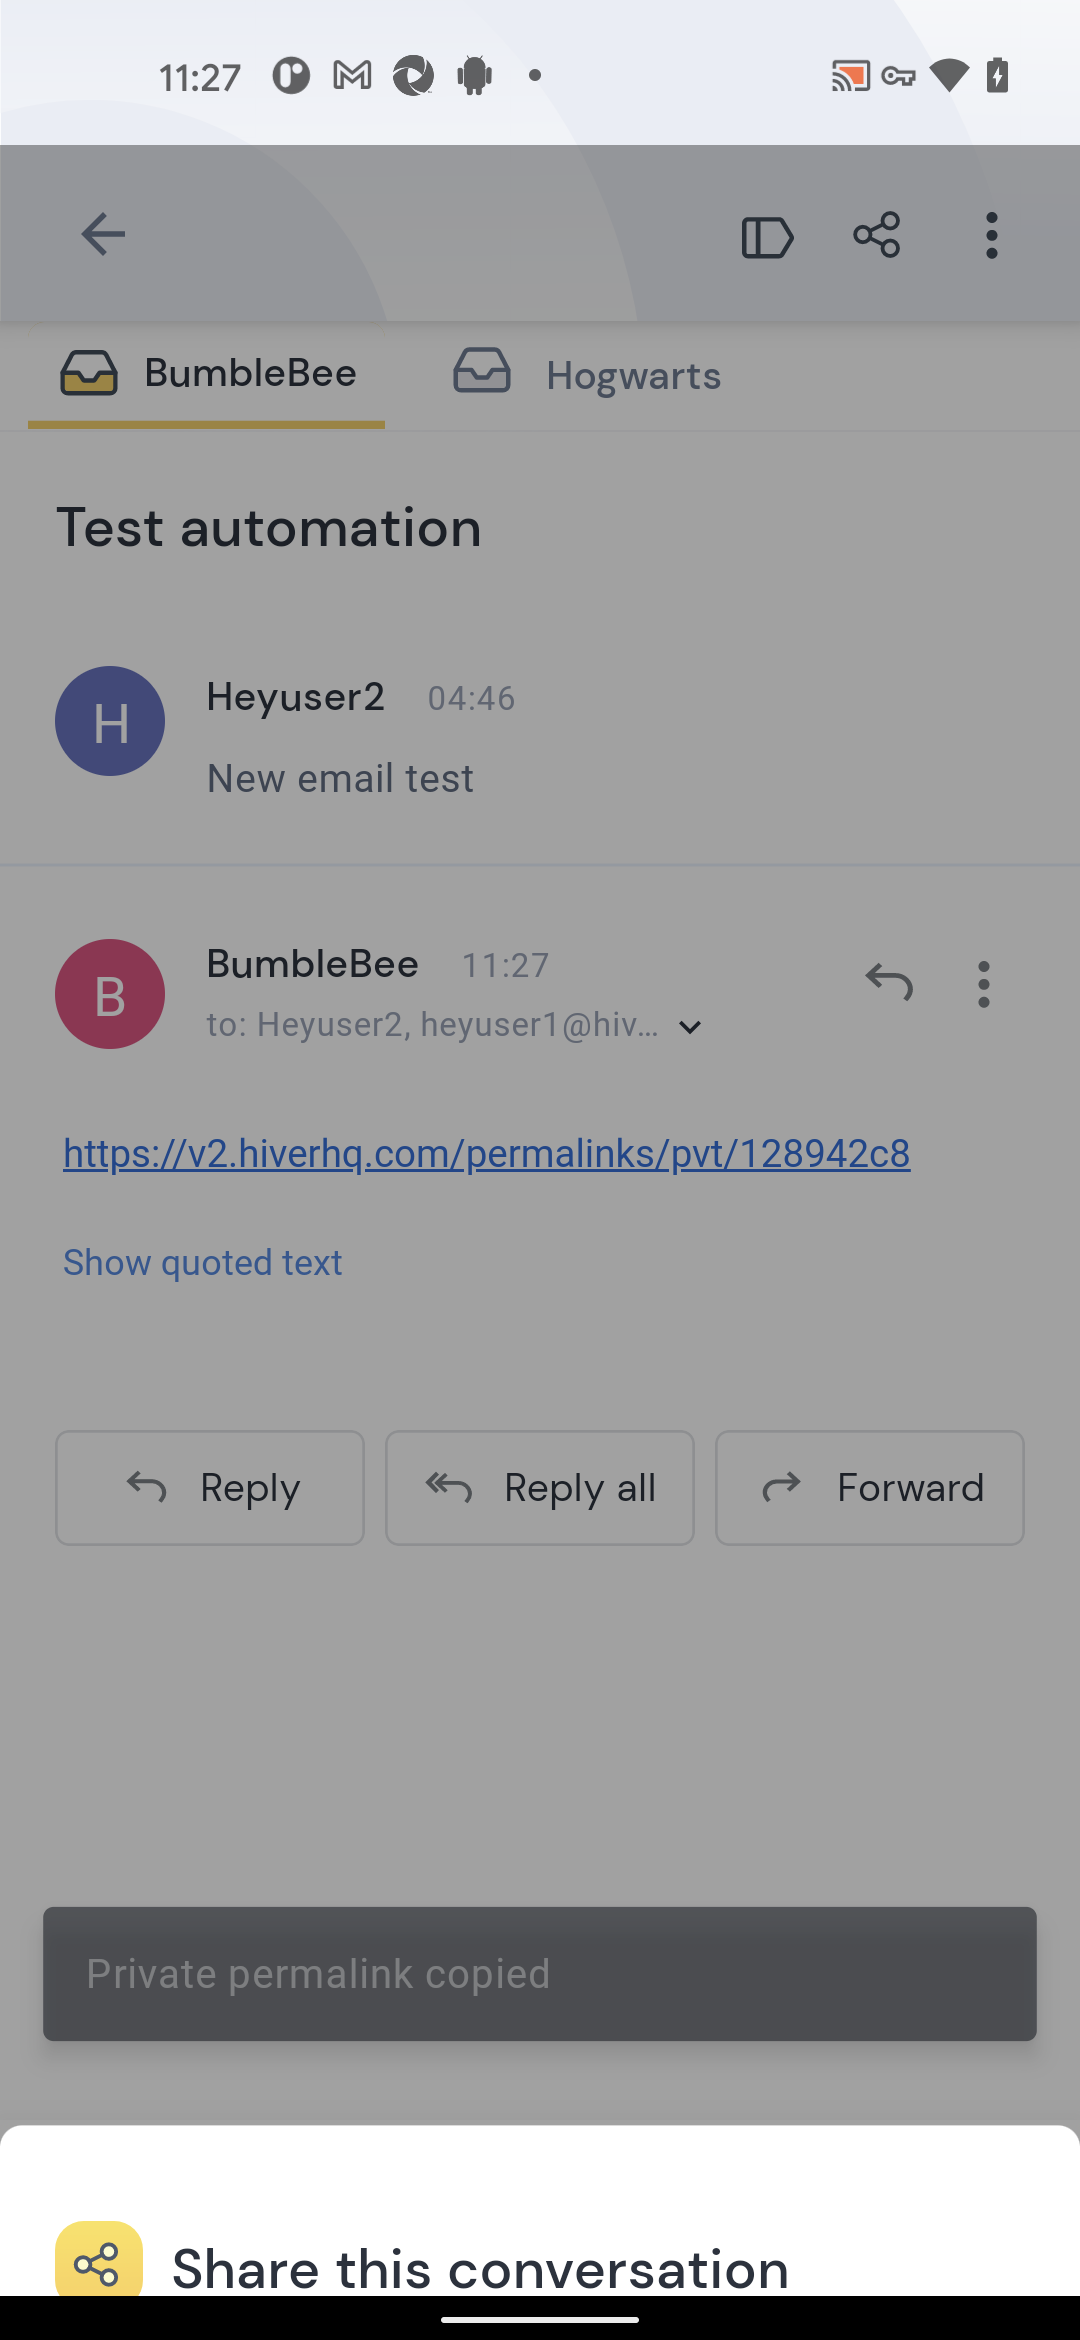 11:27
BumbleBee
Hogwarts
Test automation
H
Heyuser2 04:46
New email test
B
BumbleBee 11:27
to: Heyuser2, heyuser1@hiv...
https://v2.hiverhq.com/permalinks/pvt/128942c8
Show quoted text
Reply
Reply all
Forward
Private permalink copied
Share this conversation